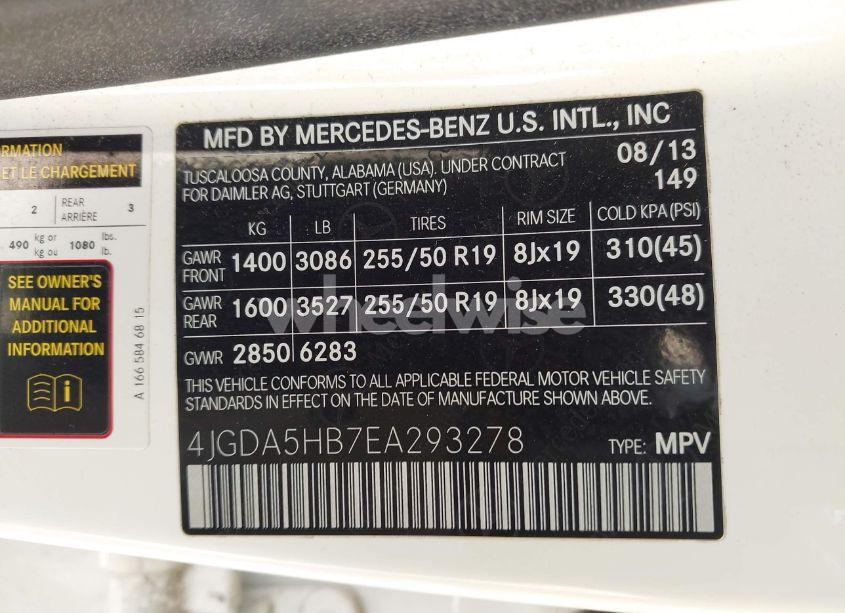 RMATION
ET LE CHARGEMENT
2 REAR ARRIÈRE 3
490 kg or kg ou 1080 lbs. lb.
SEE OWNER'S
MANUAL FOR
ADDITIONAL
INFORMATION
A 166 584 68 15
MFD BY MERCEDES-BENZ U.S. INTL., INC
TUSCALOOSA COUNTY, ALABAMA (USA). UNDER CONTRACT
FOR DAIMLER AG, STUTTGART (GERMANY)
08/13
149
KG LB TIRES RIM SIZE COLD KPA(PSI)
GAWR FRONT 1400 3086 255/50 R19 8Jx19 310(45)
GAWR REAR 1600 3527 255/50 R19 8Jx19 330(48)
GVWR 2850 6283
THIS VEHICLE CONFORMS TO ALL APPLICABLE FEDERAL MOTOR VEHICLE SAFETY
STANDARDS IN EFFECT ON THE DATE OF MANUFACTURE SHOWN ABOVE.
4JGDA5HB7EA293278 TYPE: MPV
wheelwise